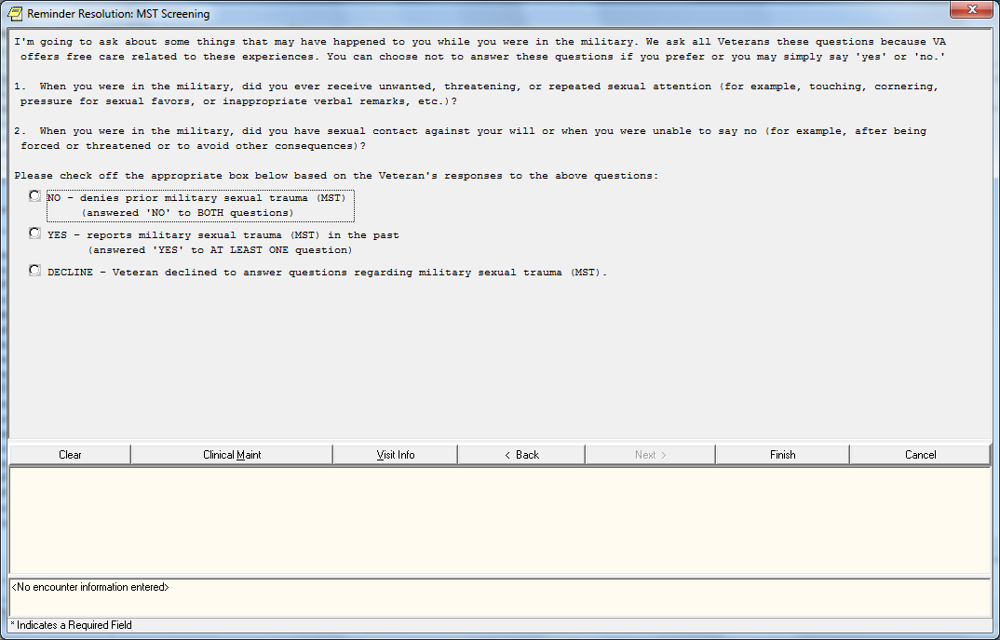 Reminder Resolution: MST Screening
I'm going to ask about some things that may have happened to you while you were in the military. We ask all Veterans these questions because VA
offers free care related to these experiences. You can choose not to answer these questions if you prefer or you may simply say 'yes' or 'no.'
1. When you were in the military, did you ever receive unwanted, threatening, or repeated sexual attention (for example, touching, cornering,
pressure for sexual favors, or inappropriate verbal remarks, etc.)?
2. When you were in the military, did you have sexual contact against your will or when you were unable to say no (for example, after being
forced or threatened or to avoid other consequences)?
Please check off the appropriate box below based on the Veteran's responses to the above questions:
NO - denies prior military sexual trauma (MST)
(answered 'NO' to BOTH questions)
YES - reports military sexual trauma (MST) in the past
(answered 'YES' to AT LEAST ONE question)
DECLINE - Veteran declined to answer questions regarding military sexual trauma (MST).
Clear Clinical Maint Visit Info < Back Next > Finish Cancel
<No encounter information entered>
* Indicates a Required Field